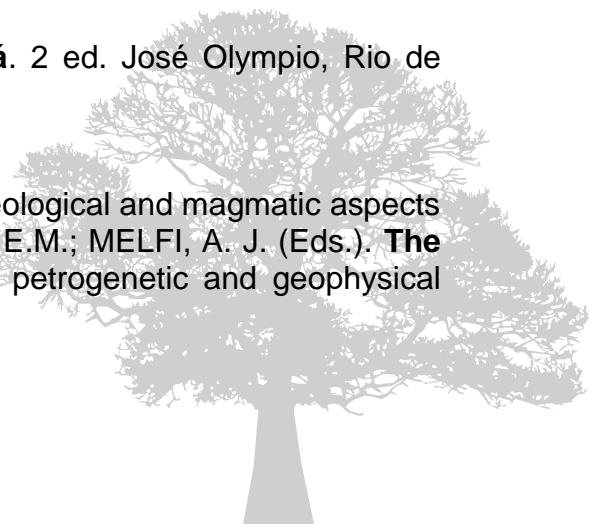 á. 2 ed. José Olympio, Rio de
eological and magmatic aspects
E.M.; MELFI, A. J. (Eds.). The
petrogenetic and geophysical